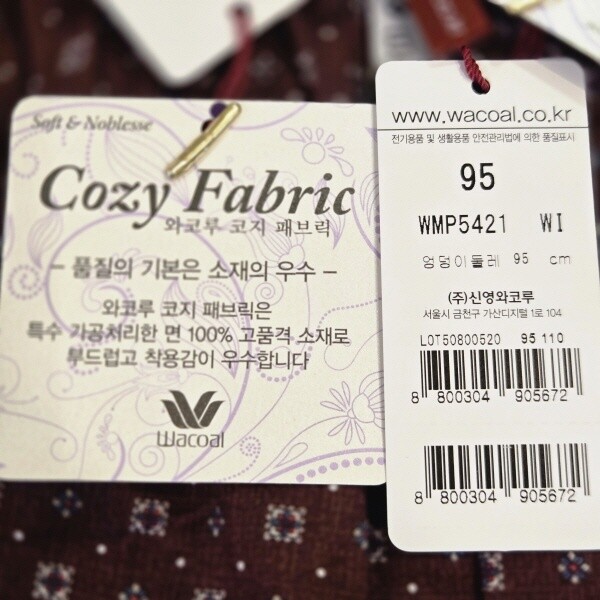 Soft & Noblesse
Cozy Fabric
와코루 코지 패브릭
– 품질의 기본은 소재의 우수 –
와코루 코지 패브릭은
특수 가공처리한 면 100% 고품격 소재로
부드럽고 착용감이 우수합니다
Wacoal
www.wacoal.co.kr
전기용품 및 생활용품 안전관리법에 의한 품질표시
95
WMP5421 WI
엉덩이둘레 95 cm
(주)신영와코루
서울시 금천구 가산디지털 1로 104
LOT50800520 95 110
8 800304 905672
8 800304 905672